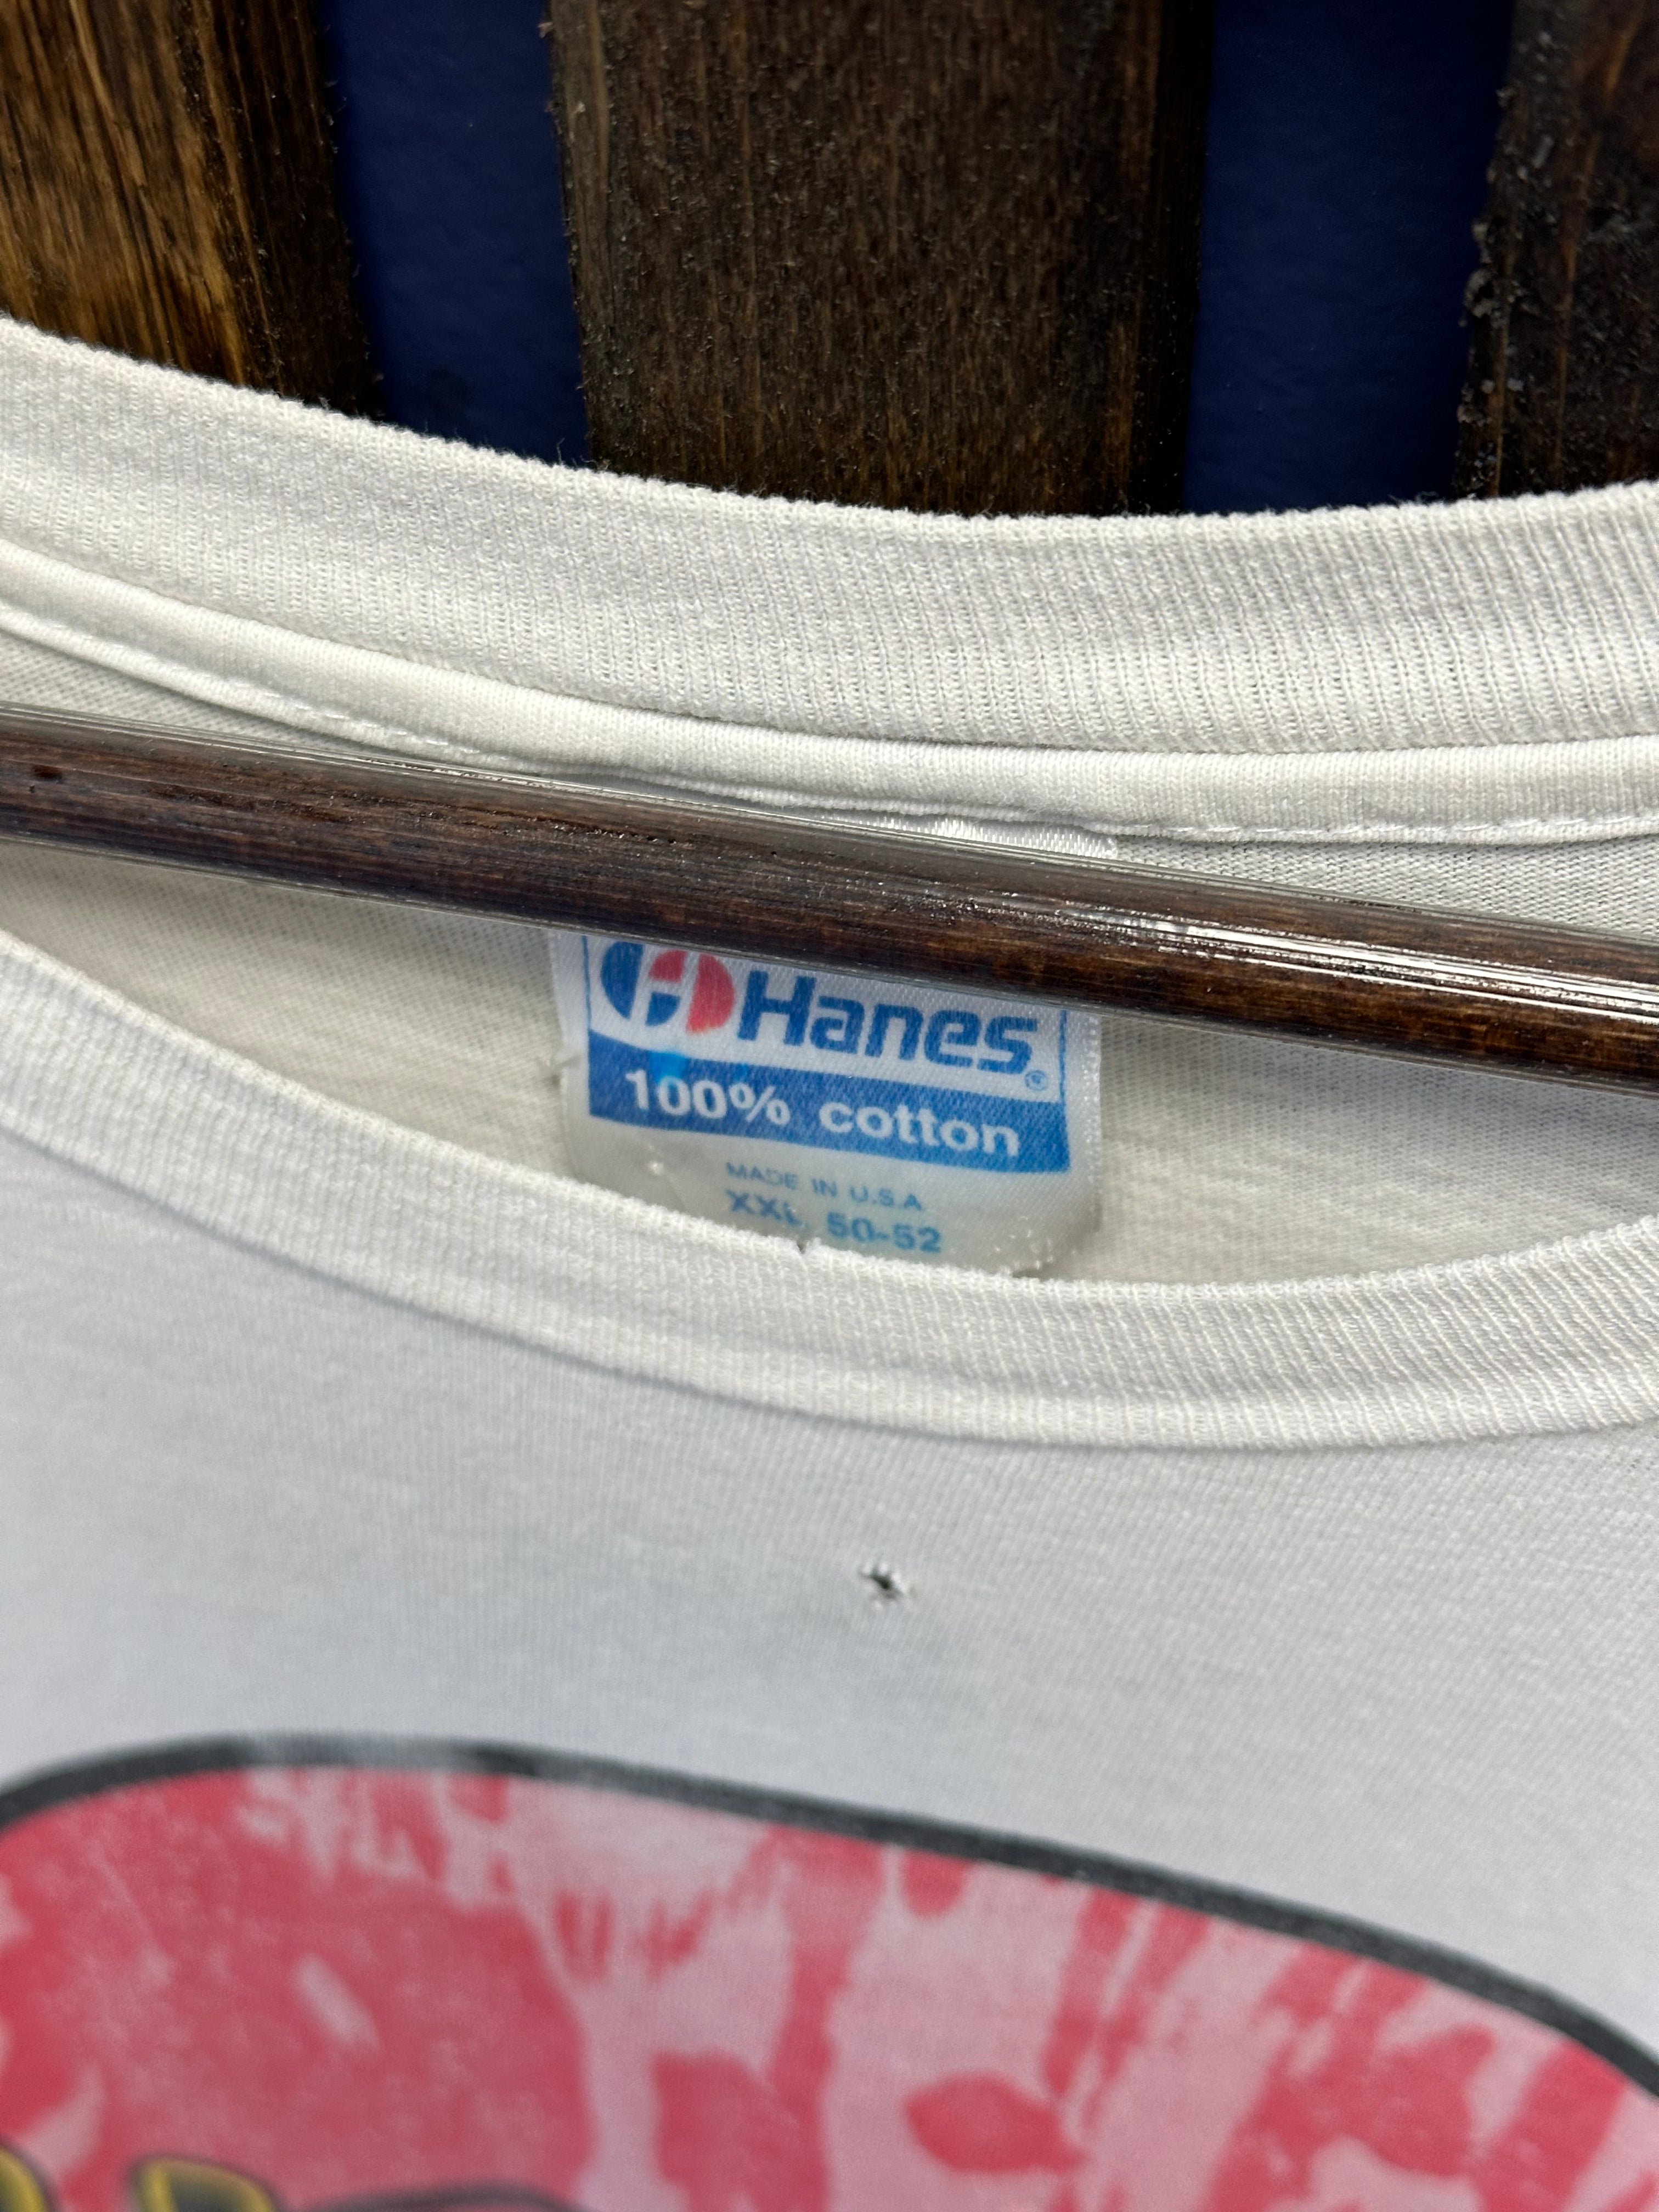 Hanes®
100% cotton
MADE IN U.S.A.
XXL 50-52